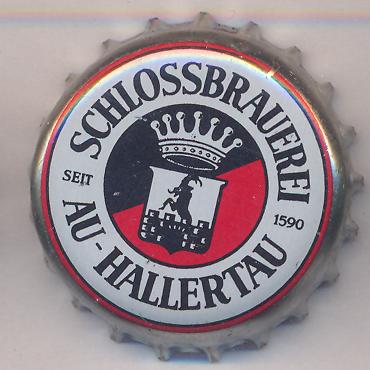 SCHLOSSBRAUEREI
SEIT
1590
AU-HALLERTAU